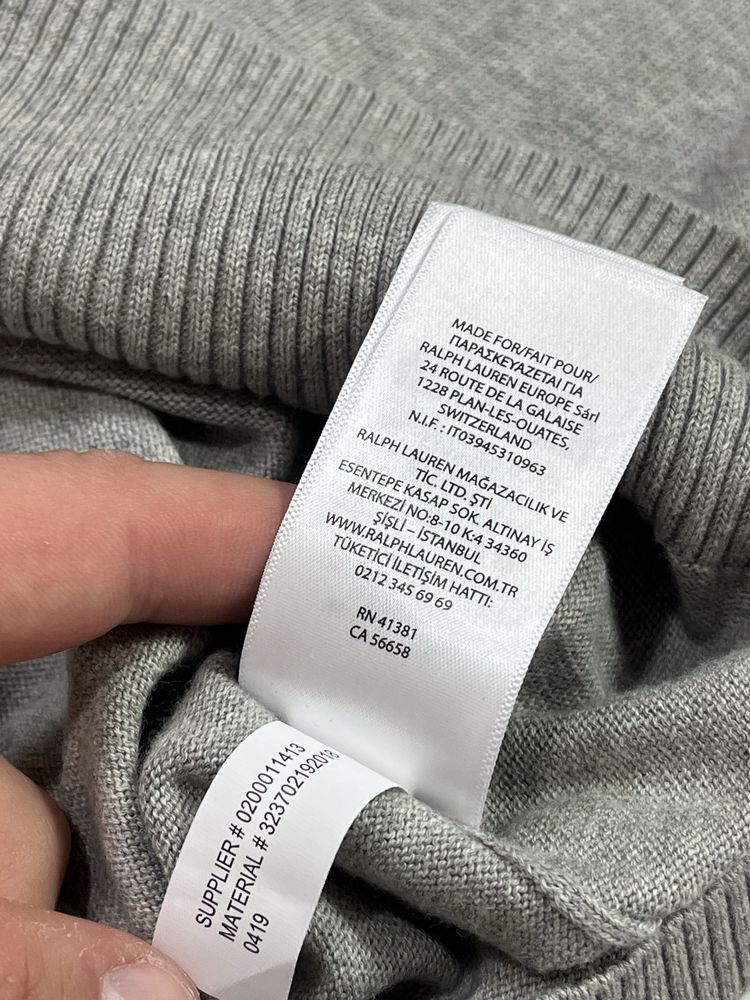 MADE FOR/FAIT POUR/
ΠΑΡΑΣΚΕΥΑΖΕΤΑΙ ΓΙΑ
RALPH LAUREN EUROPE Sárl
24 ROUTE DE LA GALAISE
1228 PLAN-LES-OUATES,
SWITZERLAND
N.I.F. : IT03945310963
RALPH LAUREN MAĞAZACILIK VE
TİC. LTD. ŞTİ
ESENTEPE KASAP SOK. ALTINAY İŞ
MERKEZİ NO:8-10 K:4 34360
ŞİŞLİ – İSTANBUL
WWW.RALPHLAUREN.COM.TR
TÜKETİCİ İLETİŞİM HATTI:
0212 345 69 69
RN 41381
CA 56658
SUPPLIER # 0200011413
MATERIAL # 323702192018
0419